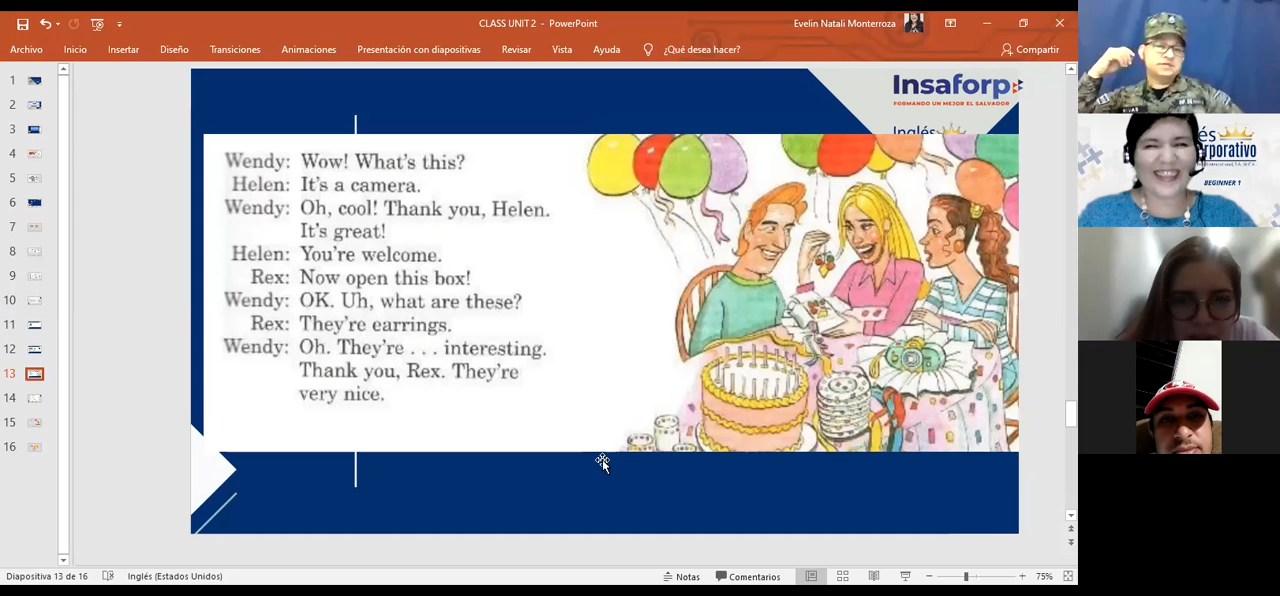 CLASS UNIT 2 - PowerPoint
Evelin Natali Monterroza
Archivo Inicio Insertar Diseño Transiciones Animaciones Presentación con diapositivas Revisar Vista Ayuda ¿Qué desea hacer? Compartir
1
2
3
4
5
6
7
8
9
10
11
12
13
14
15
16
Insaforp
FORMANDO UN MEJOR EL SALVADOR
Inglés
Wendy: Wow! What's this?
Helen: It's a camera.
Wendy: Oh, cool! Thank you, Helen.
It's great!
Helen: You're welcome.
Rex: Now open this box!
Wendy: OK. Uh, what are these?
Rex: They're earrings.
Wendy: Oh. They're . . . interesting.
Thank you, Rex. They're
very nice.
BEGINNER 1
Diapositiva 13 de 16 Inglés (Estados Unidos) Notas Comentarios 75%